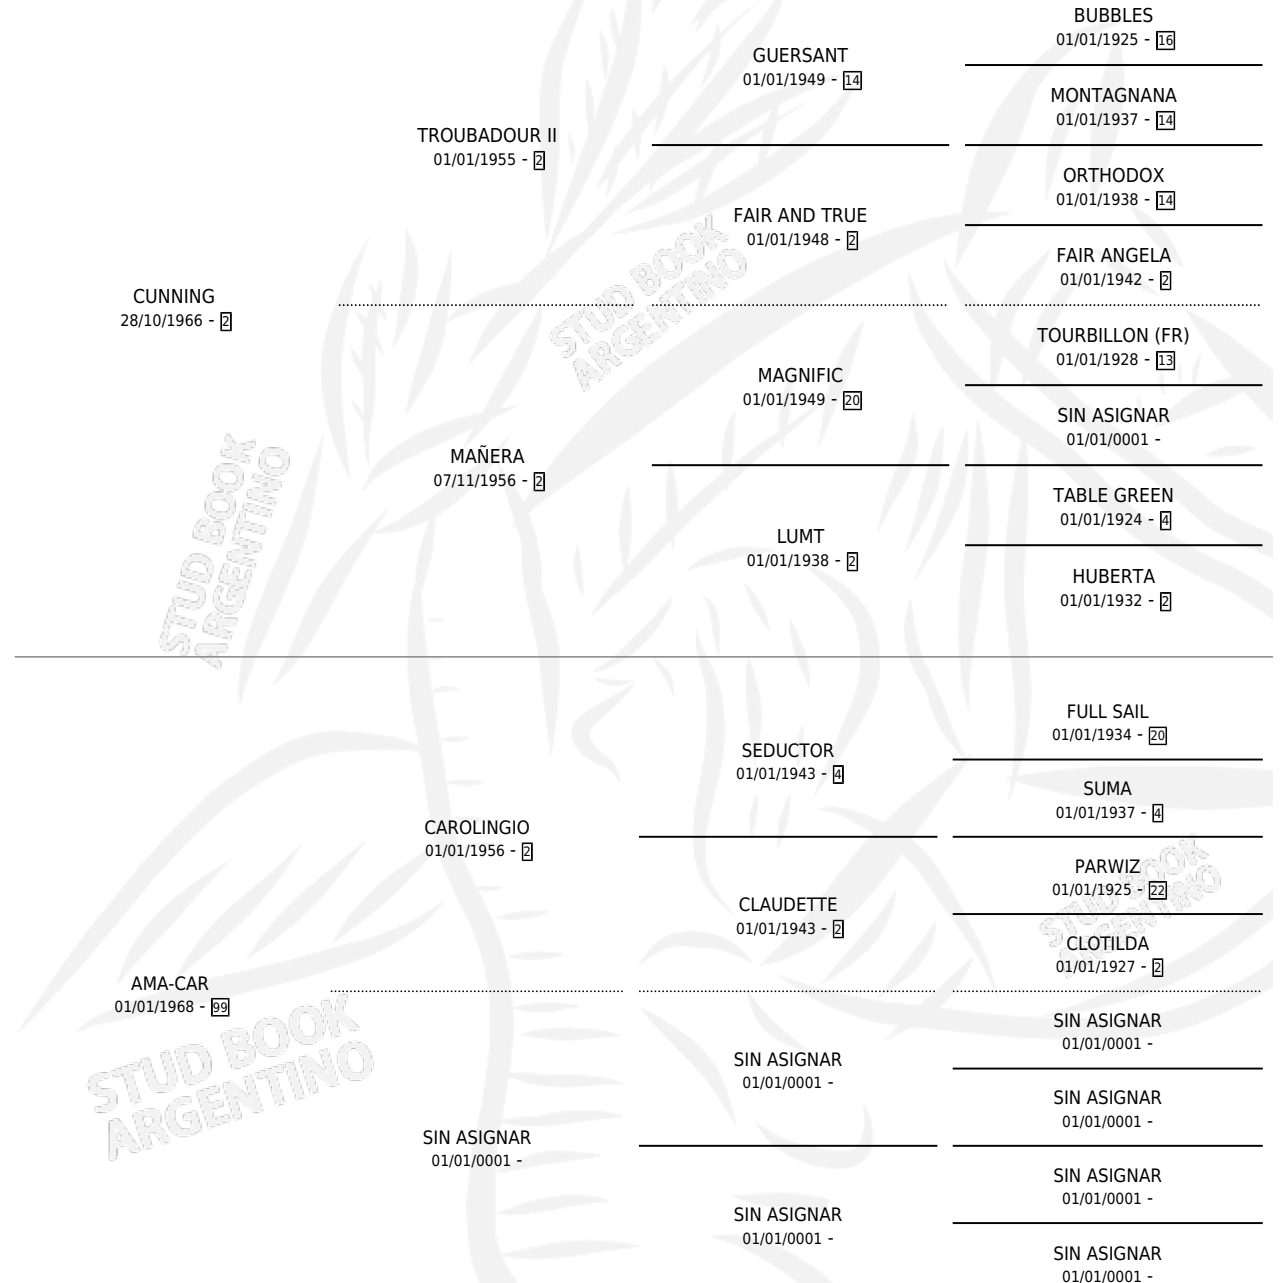 BUBBLES
01/01/1925 - 16
GUERSANT
01/01/1949 - 14
MONTAGNANA
01/01/1937 - 14
TROUBADOUR II
01/01/1955 - 2
ORTHODOX
01/01/1938 - 14
FAIR AND TRUE
01/01/1948 - 2
FAIR ANGELA
01/01/1942 - 2
CUNNING
28/10/1966 - 2
STUD BOOK
ARGENTINO
TOURBILLON (FR)
01/01/1928 - 13
MAGNIFIC
01/01/1949 - 20
SIN ASIGNAR
01/01/0001 -
MAÑERA
07/11/1956 - 2
TABLE GREEN
01/01/1924 - 4
LUMT
01/01/1938 - 2
HUBERTA
01/01/1932 - 2
STUD BOOK
ARGENTINO
FULL SAIL
01/01/1934 - 20
SEDUCTOR
01/01/1943 - 4
SUMA
01/01/1937 - 4
CAROLINGIO
01/01/1956 - 2
PARWIZ
01/01/1925 - 22
CLAUDETTE
01/01/1943 - 2
CLOTILDA
01/01/1927 - 2
STUD BOOK
ARGENTINO
AMA-CAR
01/01/1968 - 99
SIN ASIGNAR
01/01/0001 -
SIN ASIGNAR
01/01/0001 -
SIN ASIGNAR
01/01/0001 -
STUD BOOK
ARGENTINO
SIN ASIGNAR
01/01/0001 -
SIN ASIGNAR
01/01/0001 -
SIN ASIGNAR
01/01/0001 -
SIN ASIGNAR
01/01/0001 -